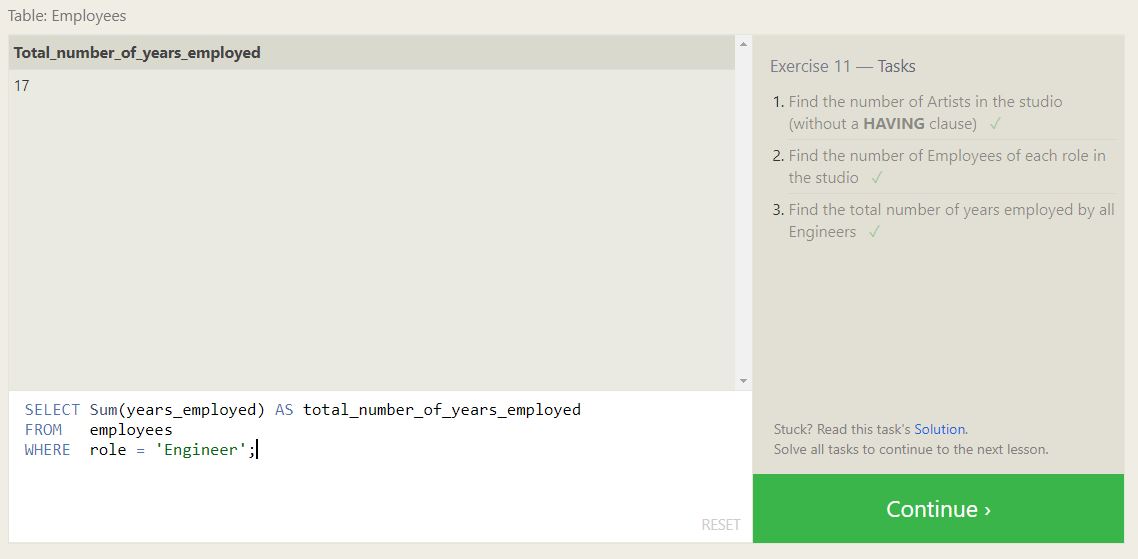 Table: Employees
Total_number_of_years_employed
17
SELECT Sum(years_employed) AS total_number_of_years_employed
FROM   employees
WHERE  role = 'Engineer';
RESET
Exercise 11 — Tasks
1. Find the number of Artists in the studio
(without a HAVING clause) ✓
2. Find the number of Employees of each role in
the studio ✓
3. Find the total number of years employed by all
Engineers ✓
Stuck? Read this task's Solution.
Solve all tasks to continue to the next lesson.
Continue ›